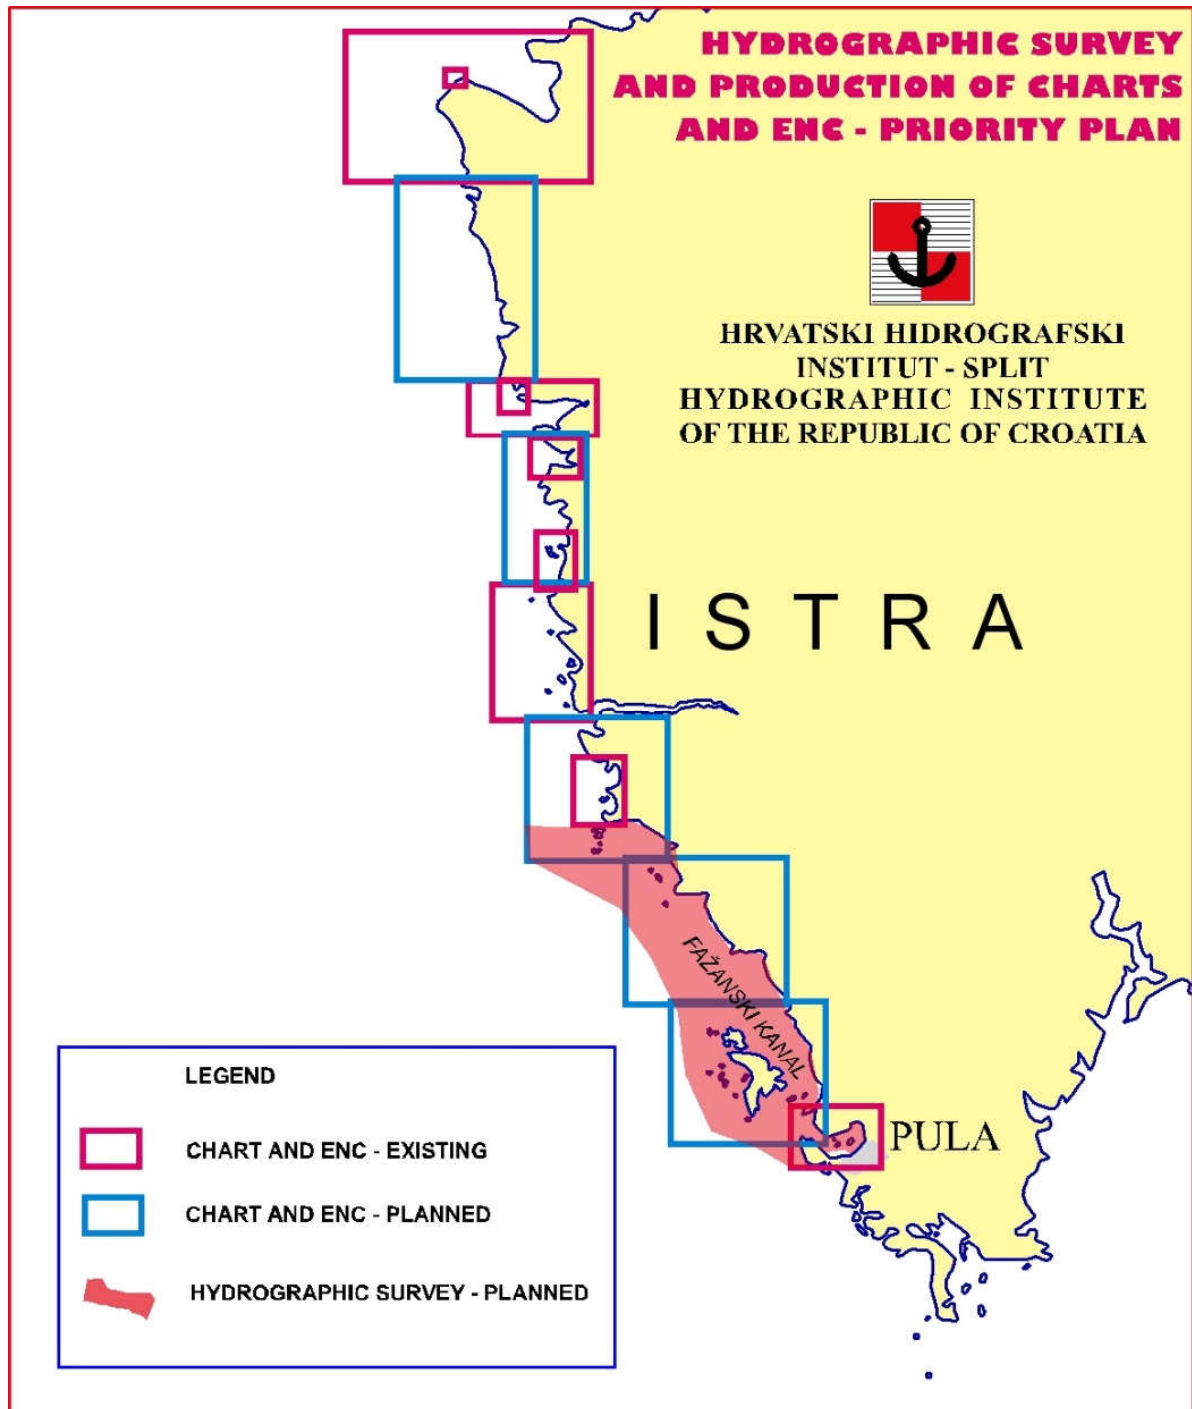 HYDROGRAPHIC SURVEY
AND PRODUCTION OF CHARTS
AND ENC - PRIORITY PLAN
HRVATSKI HIDROGRAFSKI
INSTITUT - SPLIT
HYDROGRAPHIC INSTITUTE
OF THE REPUBLIC OF CROATIA
ISTRA
FAŽANSKI KANAL
PULA
LEGEND
CHART AND ENC - EXISTING
CHART AND ENC - PLANNED
HYDROGRAPHIC SURVEY - PLANNED